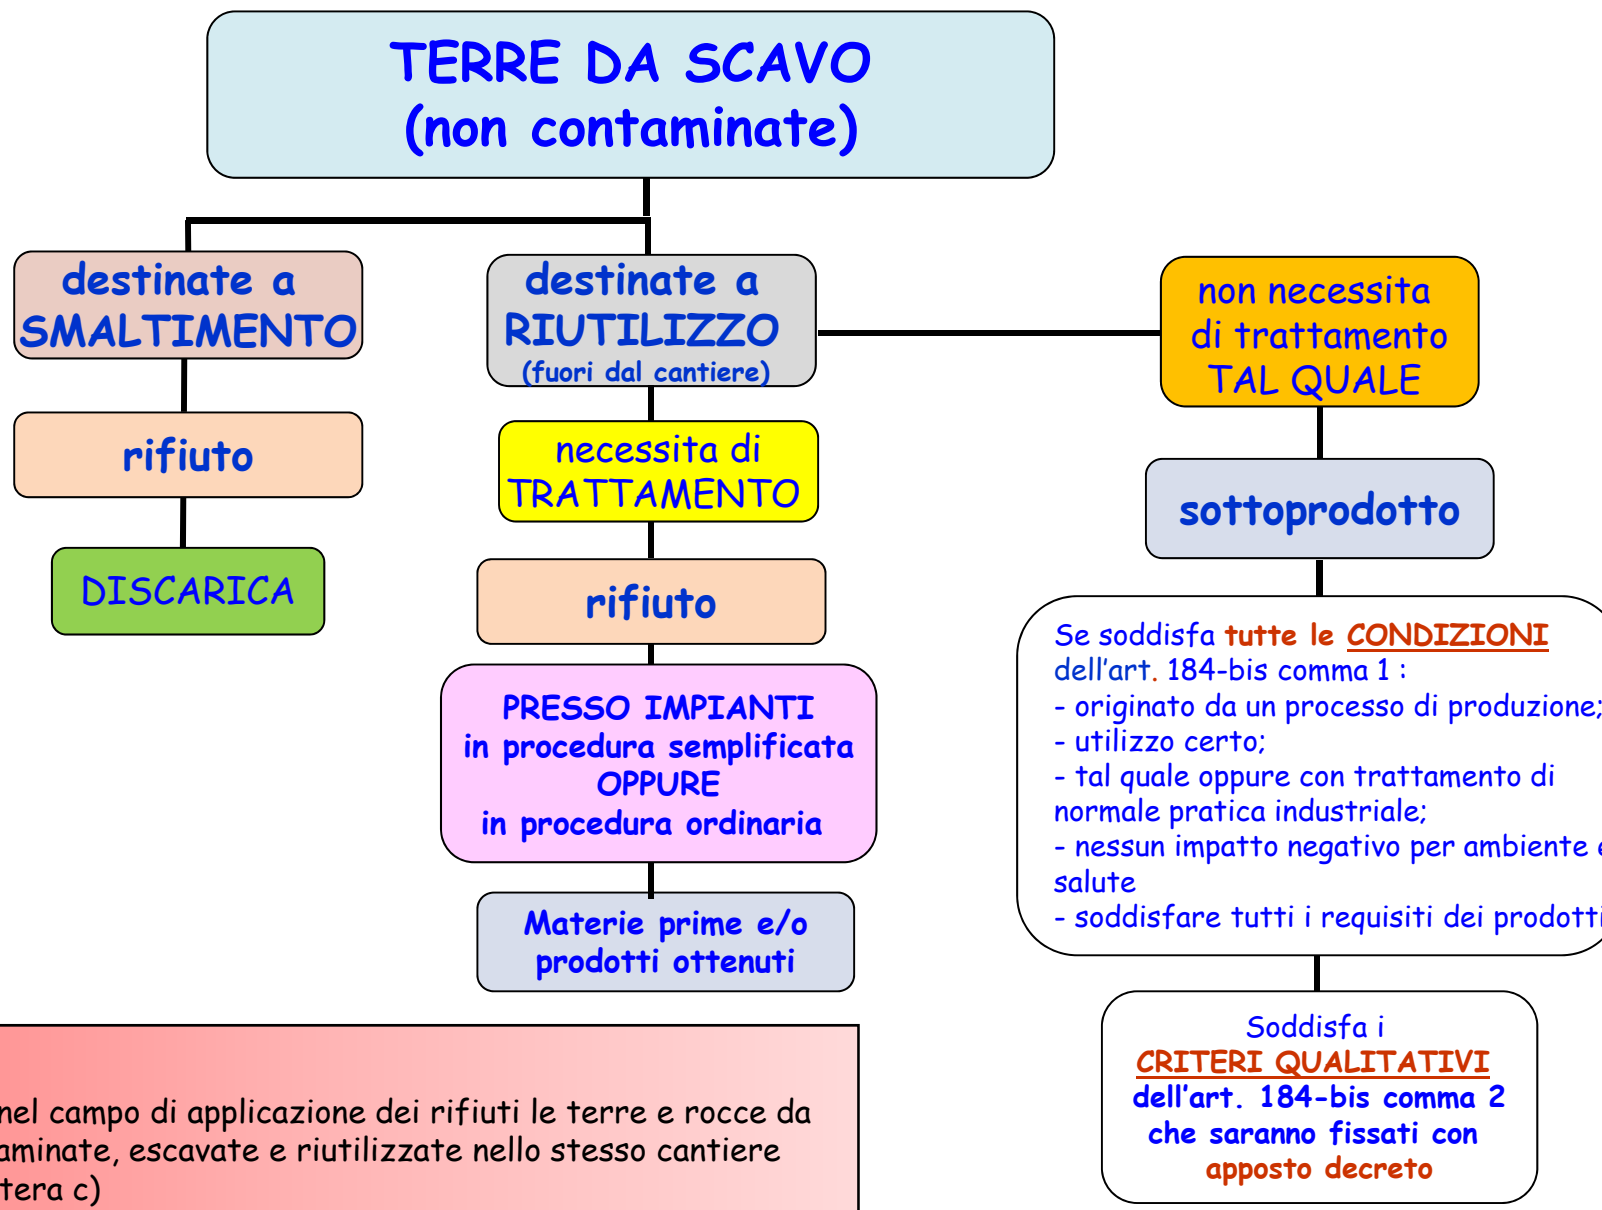 TERRE DA SCAVO
(non contaminate)
destinate a
SMALTIMENTO
rifiuto
DISCARICA
destinate a
RIUTILIZZO
(fuori dal cantiere)
necessita di
TRATTAMENTO
rifiuto
PRESSO IMPIANTI
in procedura semplificata
OPPURE
in procedura ordinaria
Materie prime e/o
prodotti ottenuti
non necessita
di trattamento
TAL QUALE
sottoprodotto
Se soddisfa tutte le CONDIZIONI
dell'art. 184-bis comma 1 :
- originato da un processo di produzione;
- utilizzo certo;
- tal quale oppure con trattamento di
normale pratica industriale;
- nessun impatto negativo per ambiente e
salute
- soddisfare tutti i requisiti dei prodotti
Soddisfa i
CRITERI QUALITATIVI
dell'art. 184-bis comma 2
che saranno fissati con
apposto decreto
nel campo di applicazione dei rifiuti le terre e rocce da
aminate, escavate e riutilizzate nello stesso cantiere
tera c)